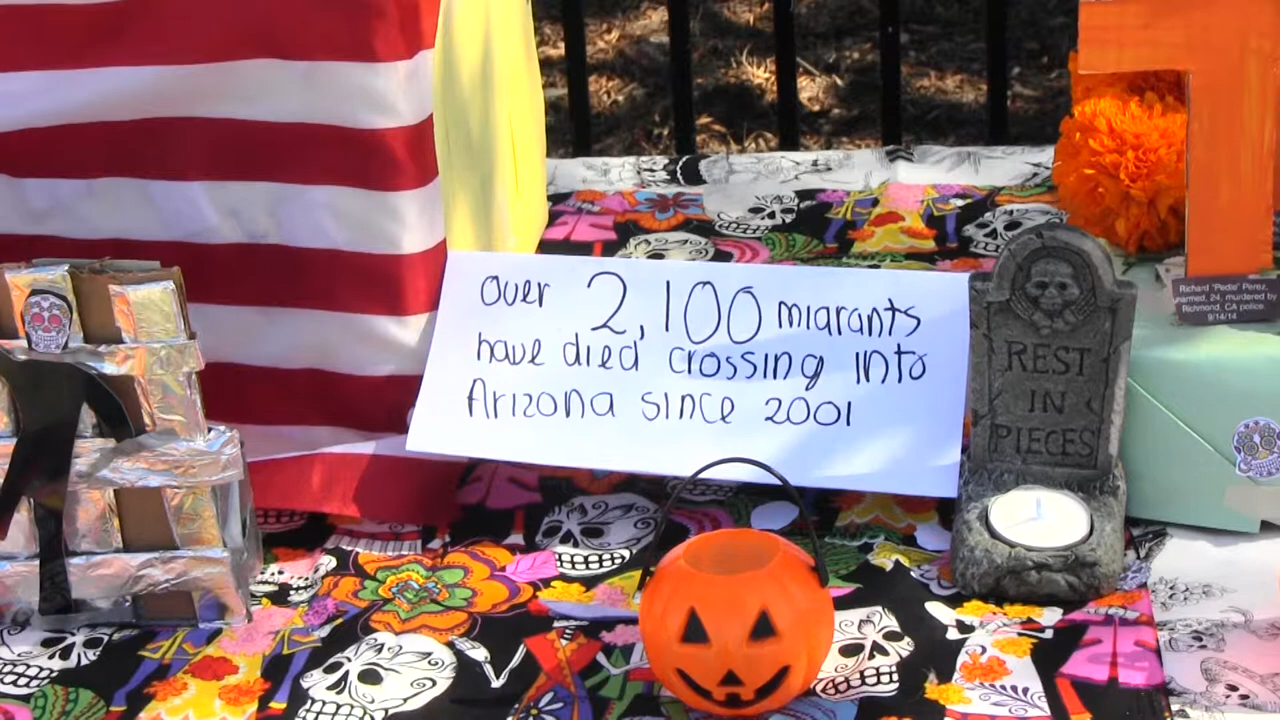 over 2,100 miarants
have died crossing into
Arizona since 2001
REST
IN
PIECES
Richard "Pedie" Perez,
unarmed, 24, murdered by
Richmond, CA police.
9/14/14